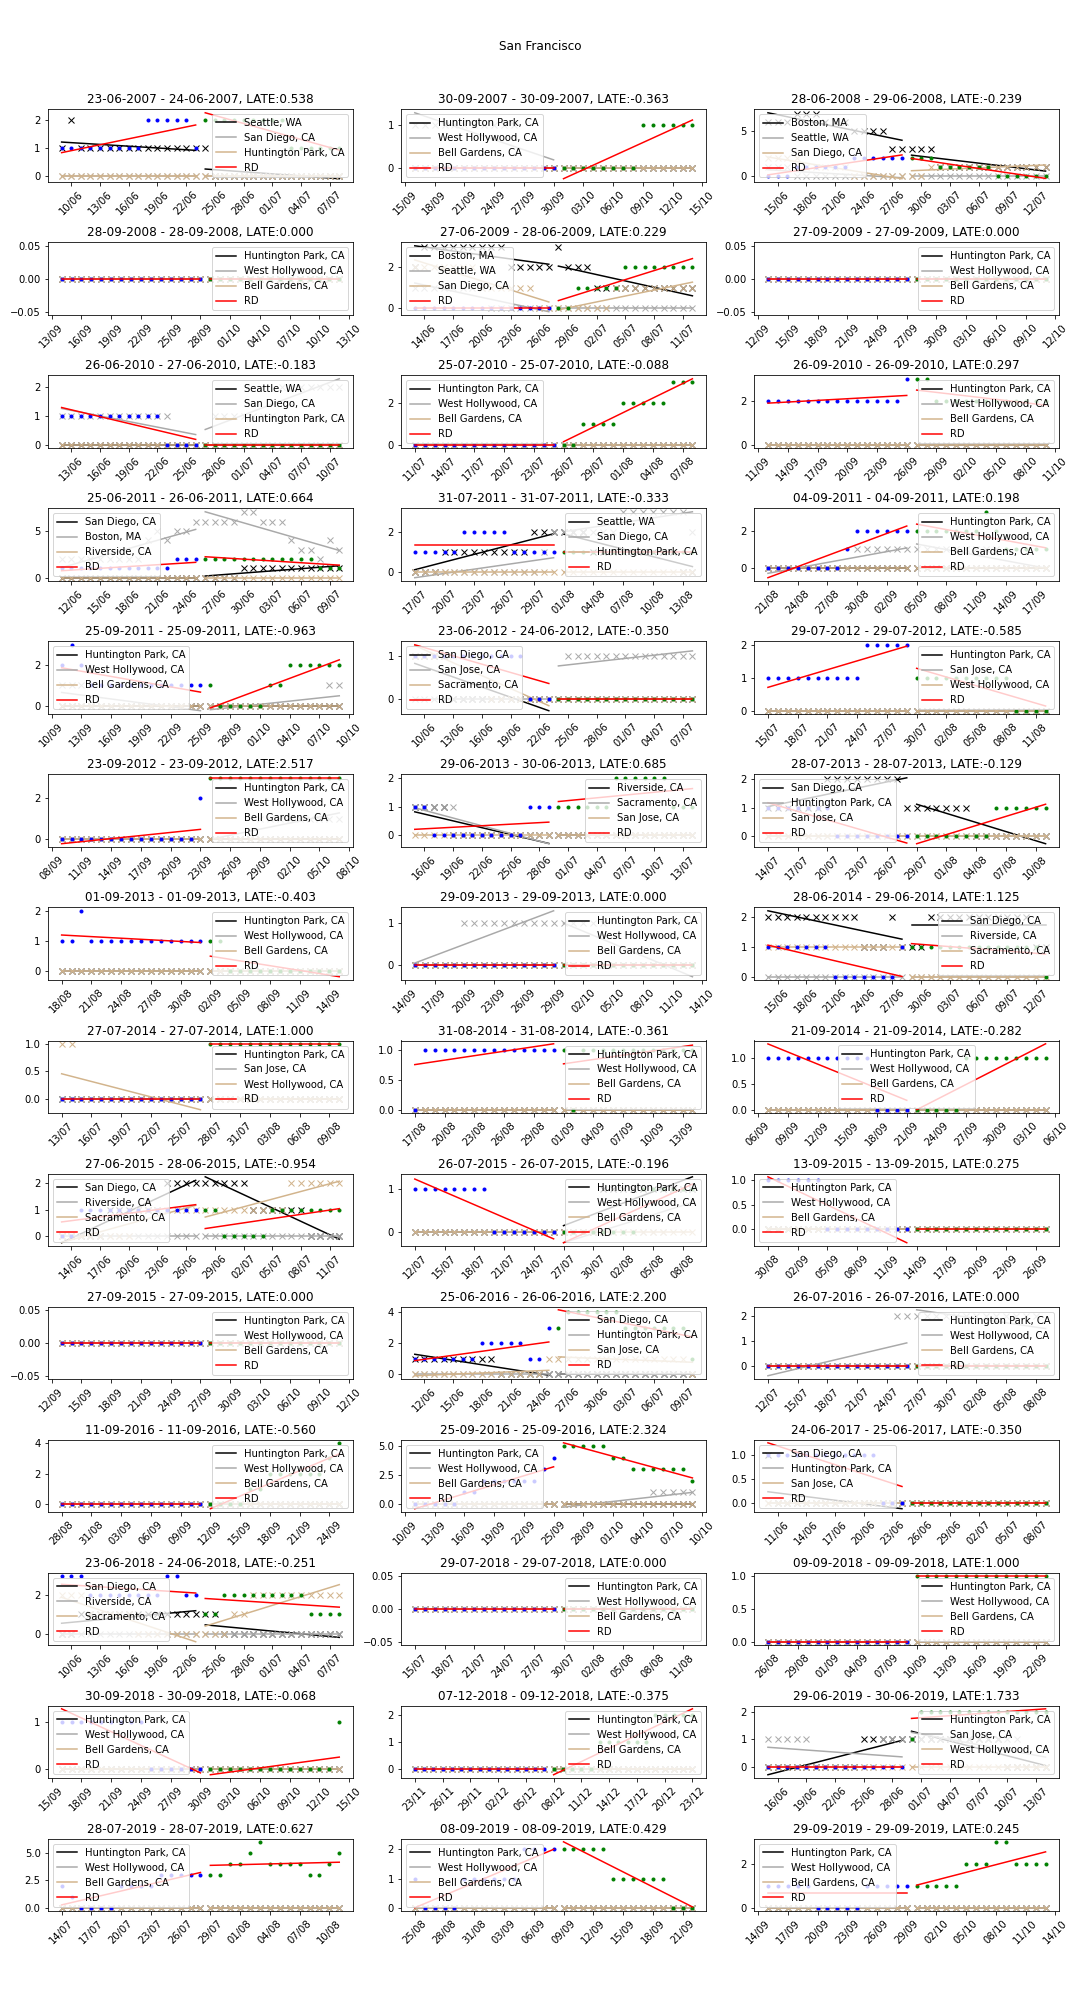 San Francisco
23-06-2007 - 24-06-2007, LATE:0.538
Seattle, WA
San Diego, CA
Huntington Park, CA
RD
0
1
2
10/06
13/06
16/06
19/06
22/06
25/06
28/06
01/07
04/07
07/07
30-09-2007 - 30-09-2007, LATE:-0.363
Huntington Park, CA
West Hollywood, CA
Bell Gardens, CA
RD
0
1
15/09
18/09
21/09
24/09
27/09
30/09
03/10
06/10
09/10
12/10
15/10
28-06-2008 - 29-06-2008, LATE:-0.239
Boston, MA
Seattle, WA
San Diego, CA
RD
0
5
15/06
18/06
21/06
24/06
27/06
30/06
03/07
06/07
09/07
12/07
28-09-2008 - 28-09-2008, LATE:0.000
Huntington Park, CA
West Hollywood, CA
Bell Gardens, CA
RD
0.05
0.00
−0.05
13/09
16/09
19/09
22/09
25/09
28/09
01/10
04/10
07/10
10/10
13/10
27-06-2009 - 28-06-2009, LATE:0.229
Boston, MA
Seattle, WA
San Diego, CA
RD
0
2
14/06
17/06
20/06
23/06
26/06
29/06
02/07
05/07
08/07
11/07
27-09-2009 - 27-09-2009, LATE:0.000
Huntington Park, CA
West Hollywood, CA
Bell Gardens, CA
RD
0.05
0.00
−0.05
12/09
15/09
18/09
21/09
24/09
27/09
30/09
03/10
06/10
09/10
12/10
26-06-2010 - 27-06-2010, LATE:-0.183
Seattle, WA
San Diego, CA
Huntington Park, CA
RD
0
1
2
13/06
16/06
19/06
22/06
25/06
28/06
01/07
04/07
07/07
10/07
25-07-2010 - 25-07-2010, LATE:-0.088
Huntington Park, CA
West Hollywood, CA
Bell Gardens, CA
RD
0
2
11/07
14/07
17/07
20/07
23/07
26/07
29/07
01/08
04/08
07/08
26-09-2010 - 26-09-2010, LATE:0.297
Huntington Park, CA
West Hollywood, CA
Bell Gardens, CA
RD
0
2
11/09
14/09
17/09
20/09
23/09
26/09
29/09
02/10
05/10
08/10
11/10
25-06-2011 - 26-06-2011, LATE:0.664
San Diego, CA
Boston, MA
Riverside, CA
RD
0
5
12/06
15/06
18/06
21/06
24/06
27/06
30/06
03/07
06/07
09/07
31-07-2011 - 31-07-2011, LATE:-0.333
Seattle, WA
San Diego, CA
Huntington Park, CA
RD
0
2
17/07
20/07
23/07
26/07
29/07
01/08
04/08
07/08
10/08
13/08
04-09-2011 - 04-09-2011, LATE:0.198
Huntington Park, CA
West Hollywood, CA
Bell Gardens, CA
RD
0
2
21/08
24/08
27/08
30/08
02/09
05/09
08/09
11/09
14/09
17/09
25-09-2011 - 25-09-2011, LATE:-0.963
Huntington Park, CA
West Hollywood, CA
Bell Gardens, CA
RD
0
2
10/09
13/09
16/09
19/09
22/09
25/09
28/09
01/10
04/10
07/10
10/10
23-06-2012 - 24-06-2012, LATE:-0.350
San Diego, CA
San Jose, CA
Sacramento, CA
RD
0
1
10/06
13/06
16/06
19/06
22/06
25/06
28/06
01/07
04/07
07/07
29-07-2012 - 29-07-2012, LATE:-0.585
Huntington Park, CA
San Jose, CA
West Hollywood, CA
RD
0
1
2
15/07
18/07
21/07
24/07
27/07
30/07
02/08
05/08
08/08
11/08
23-09-2012 - 23-09-2012, LATE:2.517
Huntington Park, CA
West Hollywood, CA
Bell Gardens, CA
RD
0
2
08/09
11/09
14/09
17/09
20/09
23/09
26/09
29/09
02/10
05/10
08/10
29-06-2013 - 30-06-2013, LATE:0.685
Riverside, CA
Sacramento, CA
San Jose, CA
RD
0
1
2
16/06
19/06
22/06
25/06
28/06
01/07
04/07
07/07
10/07
13/07
28-07-2013 - 28-07-2013, LATE:-0.129
San Diego, CA
Huntington Park, CA
San Jose, CA
RD
0
1
2
14/07
17/07
20/07
23/07
26/07
29/07
01/08
04/08
07/08
10/08
01-09-2013 - 01-09-2013, LATE:-0.403
Huntington Park, CA
West Hollywood, CA
Bell Gardens, CA
RD
0
1
2
18/08
21/08
24/08
27/08
30/08
02/09
05/09
08/09
11/09
14/09
29-09-2013 - 29-09-2013, LATE:0.000
Huntington Park, CA
West Hollywood, CA
Bell Gardens, CA
RD
0
1
14/09
17/09
20/09
23/09
26/09
29/09
02/10
05/10
08/10
11/10
14/10
28-06-2014 - 29-06-2014, LATE:1.125
San Diego, CA
Riverside, CA
Sacramento, CA
RD
0
1
2
15/06
18/06
21/06
24/06
27/06
30/06
03/07
06/07
09/07
12/07
27-07-2014 - 27-07-2014, LATE:1.000
Huntington Park, CA
San Jose, CA
West Hollywood, CA
RD
0.0
0.5
1.0
13/07
16/07
19/07
22/07
25/07
28/07
31/07
03/08
06/08
09/08
31-08-2014 - 31-08-2014, LATE:-0.361
Huntington Park, CA
West Hollywood, CA
Bell Gardens, CA
RD
0.0
0.5
1.0
17/08
20/08
23/08
26/08
29/08
01/09
04/09
07/09
10/09
13/09
21-09-2014 - 21-09-2014, LATE:-0.282
Huntington Park, CA
West Hollywood, CA
Bell Gardens, CA
RD
0.0
0.5
1.0
06/09
09/09
12/09
15/09
18/09
21/09
24/09
27/09
30/09
03/10
06/10
27-06-2015 - 28-06-2015, LATE:-0.954
San Diego, CA
Riverside, CA
Sacramento, CA
RD
0
1
2
14/06
17/06
20/06
23/06
26/06
29/06
02/07
05/07
08/07
11/07
26-07-2015 - 26-07-2015, LATE:-0.196
Huntington Park, CA
West Hollywood, CA
Bell Gardens, CA
RD
0
1
12/07
15/07
18/07
21/07
24/07
27/07
30/07
02/08
05/08
08/08
13-09-2015 - 13-09-2015, LATE:0.275
Huntington Park, CA
West Hollywood, CA
Bell Gardens, CA
RD
0.0
0.5
1.0
30/08
02/09
05/09
08/09
11/09
14/09
17/09
20/09
23/09
26/09
27-09-2015 - 27-09-2015, LATE:0.000
Huntington Park, CA
West Hollywood, CA
Bell Gardens, CA
RD
0.05
0.00
−0.05
12/09
15/09
18/09
21/09
24/09
27/09
30/09
03/10
06/10
09/10
12/10
25-06-2016 - 26-06-2016, LATE:2.200
San Diego, CA
Huntington Park, CA
San Jose, CA
RD
0
2
4
12/06
15/06
18/06
21/06
24/06
27/06
30/06
03/07
06/07
09/07
26-07-2016 - 26-07-2016, LATE:0.000
Huntington Park, CA
West Hollywood, CA
Bell Gardens, CA
RD
0
1
2
12/07
15/07
18/07
21/07
24/07
27/07
30/07
02/08
05/08
08/08
11-09-2016 - 11-09-2016, LATE:-0.560
Huntington Park, CA
West Hollywood, CA
Bell Gardens, CA
RD
0
2
4
28/08
31/08
03/09
06/09
09/09
12/09
15/09
18/09
21/09
24/09
25-09-2016 - 25-09-2016, LATE:2.324
Huntington Park, CA
West Hollywood, CA
Bell Gardens, CA
RD
0.0
2.5
5.0
10/09
13/09
16/09
19/09
22/09
25/09
28/09
01/10
04/10
07/10
10/10
24-06-2017 - 25-06-2017, LATE:-0.350
San Diego, CA
Huntington Park, CA
San Jose, CA
RD
0.0
0.5
1.0
11/06
14/06
17/06
20/06
23/06
26/06
29/06
02/07
05/07
08/07
23-06-2018 - 24-06-2018, LATE:-0.251
San Diego, CA
Riverside, CA
Sacramento, CA
RD
0
2
10/06
13/06
16/06
19/06
22/06
25/06
28/06
01/07
04/07
07/07
29-07-2018 - 29-07-2018, LATE:0.000
Huntington Park, CA
West Hollywood, CA
Bell Gardens, CA
RD
0.05
0.00
−0.05
15/07
18/07
21/07
24/07
27/07
30/07
02/08
05/08
08/08
11/08
09-09-2018 - 09-09-2018, LATE:1.000
Huntington Park, CA
West Hollywood, CA
Bell Gardens, CA
RD
0.0
0.5
1.0
26/08
29/08
01/09
04/09
07/09
10/09
13/09
16/09
19/09
22/09
30-09-2018 - 30-09-2018, LATE:-0.068
Huntington Park, CA
West Hollywood, CA
Bell Gardens, CA
RD
0
1
15/09
18/09
21/09
24/09
27/09
30/09
03/10
06/10
09/10
12/10
15/10
07-12-2018 - 09-12-2018, LATE:-0.375
Huntington Park, CA
West Hollywood, CA
Bell Gardens, CA
RD
0
1
2
23/11
26/11
29/11
02/12
05/12
08/12
11/12
14/12
17/12
20/12
23/12
29-06-2019 - 30-06-2019, LATE:1.733
Huntington Park, CA
San Jose, CA
West Hollywood, CA
RD
0
1
2
16/06
19/06
22/06
25/06
28/06
01/07
04/07
07/07
10/07
13/07
28-07-2019 - 28-07-2019, LATE:0.627
Huntington Park, CA
West Hollywood, CA
Bell Gardens, CA
RD
0.0
2.5
5.0
14/07
17/07
20/07
23/07
26/07
29/07
01/08
04/08
07/08
10/08
08-09-2019 - 08-09-2019, LATE:0.429
Huntington Park, CA
West Hollywood, CA
Bell Gardens, CA
RD
0
1
2
25/08
28/08
31/08
03/09
06/09
09/09
12/09
15/09
18/09
21/09
29-09-2019 - 29-09-2019, LATE:0.245
Huntington Park, CA
West Hollywood, CA
Bell Gardens, CA
RD
0
2
14/09
17/09
20/09
23/09
26/09
29/09
02/10
05/10
08/10
11/10
14/10